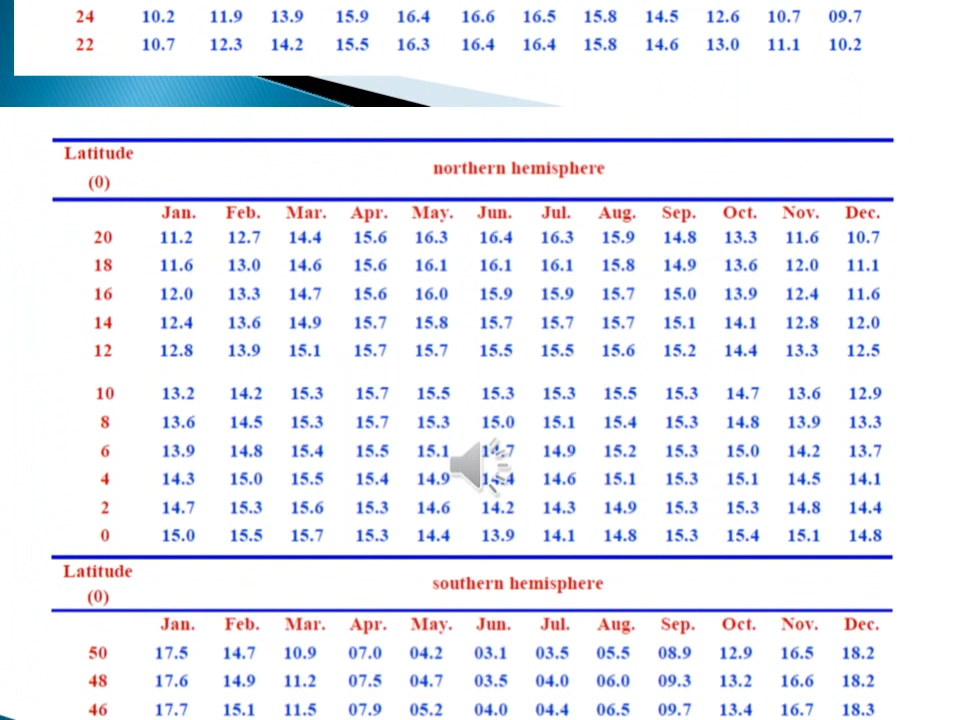 24 10.2 11.9 13.9 15.9 16.4 16.6 16.5 15.8 14.5 12.6 10.7 09.7
22 10.7 12.3 14.2 15.5 16.3 16.4 16.4 15.8 14.6 13.0 11.1 10.2
Latitude
(0)
northern hemisphere
Jan. Feb. Mar. Apr. May. Jun. Jul. Aug. Sep. Oct. Nov. Dec.
20 11.2 12.7 14.4 15.6 16.3 16.4 16.3 15.9 14.8 13.3 11.6 10.7
18 11.6 13.0 14.6 15.6 16.1 16.1 16.1 15.8 14.9 13.6 12.0 11.1
16 12.0 13.3 14.7 15.6 16.0 15.9 15.9 15.7 15.0 13.9 12.4 11.6
14 12.4 13.6 14.9 15.7 15.8 15.7 15.7 15.7 15.1 14.1 12.8 12.0
12 12.8 13.9 15.1 15.7 15.7 15.5 15.5 15.6 15.2 14.4 13.3 12.5
10 13.2 14.2 15.3 15.7 15.5 15.3 15.3 15.5 15.3 14.7 13.6 12.9
8 13.6 14.5 15.3 15.7 15.3 15.0 15.1 15.4 15.3 14.8 13.9 13.3
6 13.9 14.8 15.4 15.5 15.1 14.7 14.9 15.2 15.3 15.0 14.2 13.7
4 14.3 15.0 15.5 15.4 14.9 14.4 14.6 15.1 15.3 15.1 14.5 14.1
2 14.7 15.3 15.6 15.3 14.6 14.2 14.3 14.9 15.3 15.3 14.8 14.4
0 15.0 15.5 15.7 15.3 14.4 13.9 14.1 14.8 15.3 15.4 15.1 14.8
Latitude
(0)
southern hemisphere
Jan. Feb. Mar. Apr. May. Jun. Jul. Aug. Sep. Oct. Nov. Dec.
50 17.5 14.7 10.9 07.0 04.2 03.1 03.5 05.5 08.9 12.9 16.5 18.2
48 17.6 14.9 11.2 07.5 04.7 03.5 04.0 06.0 09.3 13.2 16.6 18.2
46 17.7 15.1 11.5 07.9 05.2 04.0 04.4 06.5 09.7 13.4 16.7 18.3